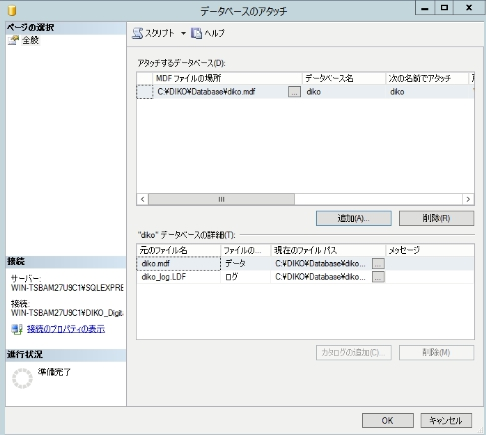 データベースのアタッチ
ページの選択
全般
スクリプト ヘルプ
アタッチするデータベース(D):
MDF ファイルの場所 データベース名 次の名前でアタッチ
C:¥DIKO¥Database¥diko.mdf ... diko diko
追加(A)... 削除(R)
"diko" データベースの詳細(T):
元のファイル名 ファイルの... 現在のファイル パス メッセージ
diko.mdf データ C:¥DIKO¥Database¥diko... ...
diko_log.LDF ログ C:¥DIKO¥Database¥diko... ...
カタログの追加(C)... 削除(M)
接続
サーバー:
WIN-TSBAM27U9C1¥SQLEXPRE
接続:
WIN-TSBAM27U9C1¥DIKO_Digit
接続のプロパティの表示
進行状況
準備完了
OK キャンセル